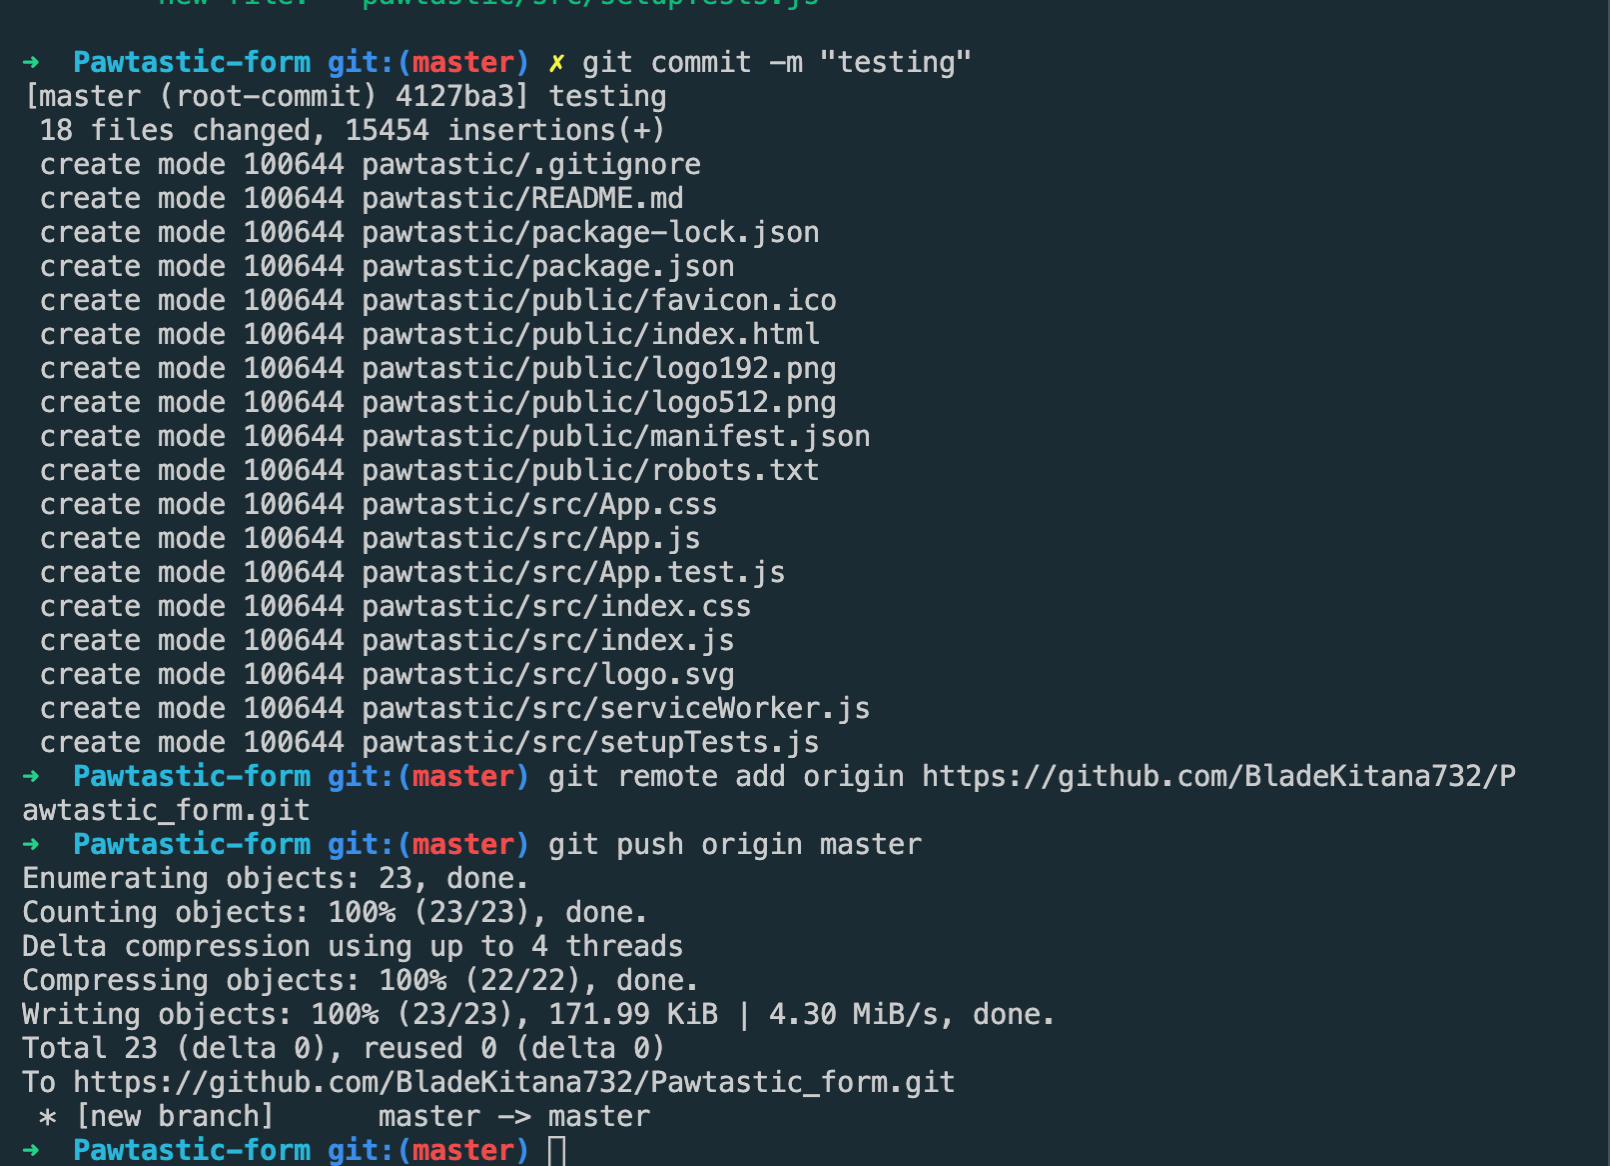 new file:   pawtastic/src/setupTests.js
➜  Pawtastic-form git:(master) ✗ git commit -m "testing"
[master (root-commit) 4127ba3] testing
 18 files changed, 15454 insertions(+)
 create mode 100644 pawtastic/.gitignore
 create mode 100644 pawtastic/README.md
 create mode 100644 pawtastic/package-lock.json
 create mode 100644 pawtastic/package.json
 create mode 100644 pawtastic/public/favicon.ico
 create mode 100644 pawtastic/public/index.html
 create mode 100644 pawtastic/public/logo192.png
 create mode 100644 pawtastic/public/logo512.png
 create mode 100644 pawtastic/public/manifest.json
 create mode 100644 pawtastic/public/robots.txt
 create mode 100644 pawtastic/src/App.css
 create mode 100644 pawtastic/src/App.js
 create mode 100644 pawtastic/src/App.test.js
 create mode 100644 pawtastic/src/index.css
 create mode 100644 pawtastic/src/index.js
 create mode 100644 pawtastic/src/logo.svg
 create mode 100644 pawtastic/src/serviceWorker.js
 create mode 100644 pawtastic/src/setupTests.js
➜  Pawtastic-form git:(master) git remote add origin https://github.com/BladeKitana732/P
awtastic_form.git
➜  Pawtastic-form git:(master) git push origin master
Enumerating objects: 23, done.
Counting objects: 100% (23/23), done.
Delta compression using up to 4 threads
Compressing objects: 100% (22/22), done.
Writing objects: 100% (23/23), 171.99 KiB | 4.30 MiB/s, done.
Total 23 (delta 0), reused 0 (delta 0)
To https://github.com/BladeKitana732/Pawtastic_form.git
 * [new branch]      master -> master
➜  Pawtastic-form git:(master)